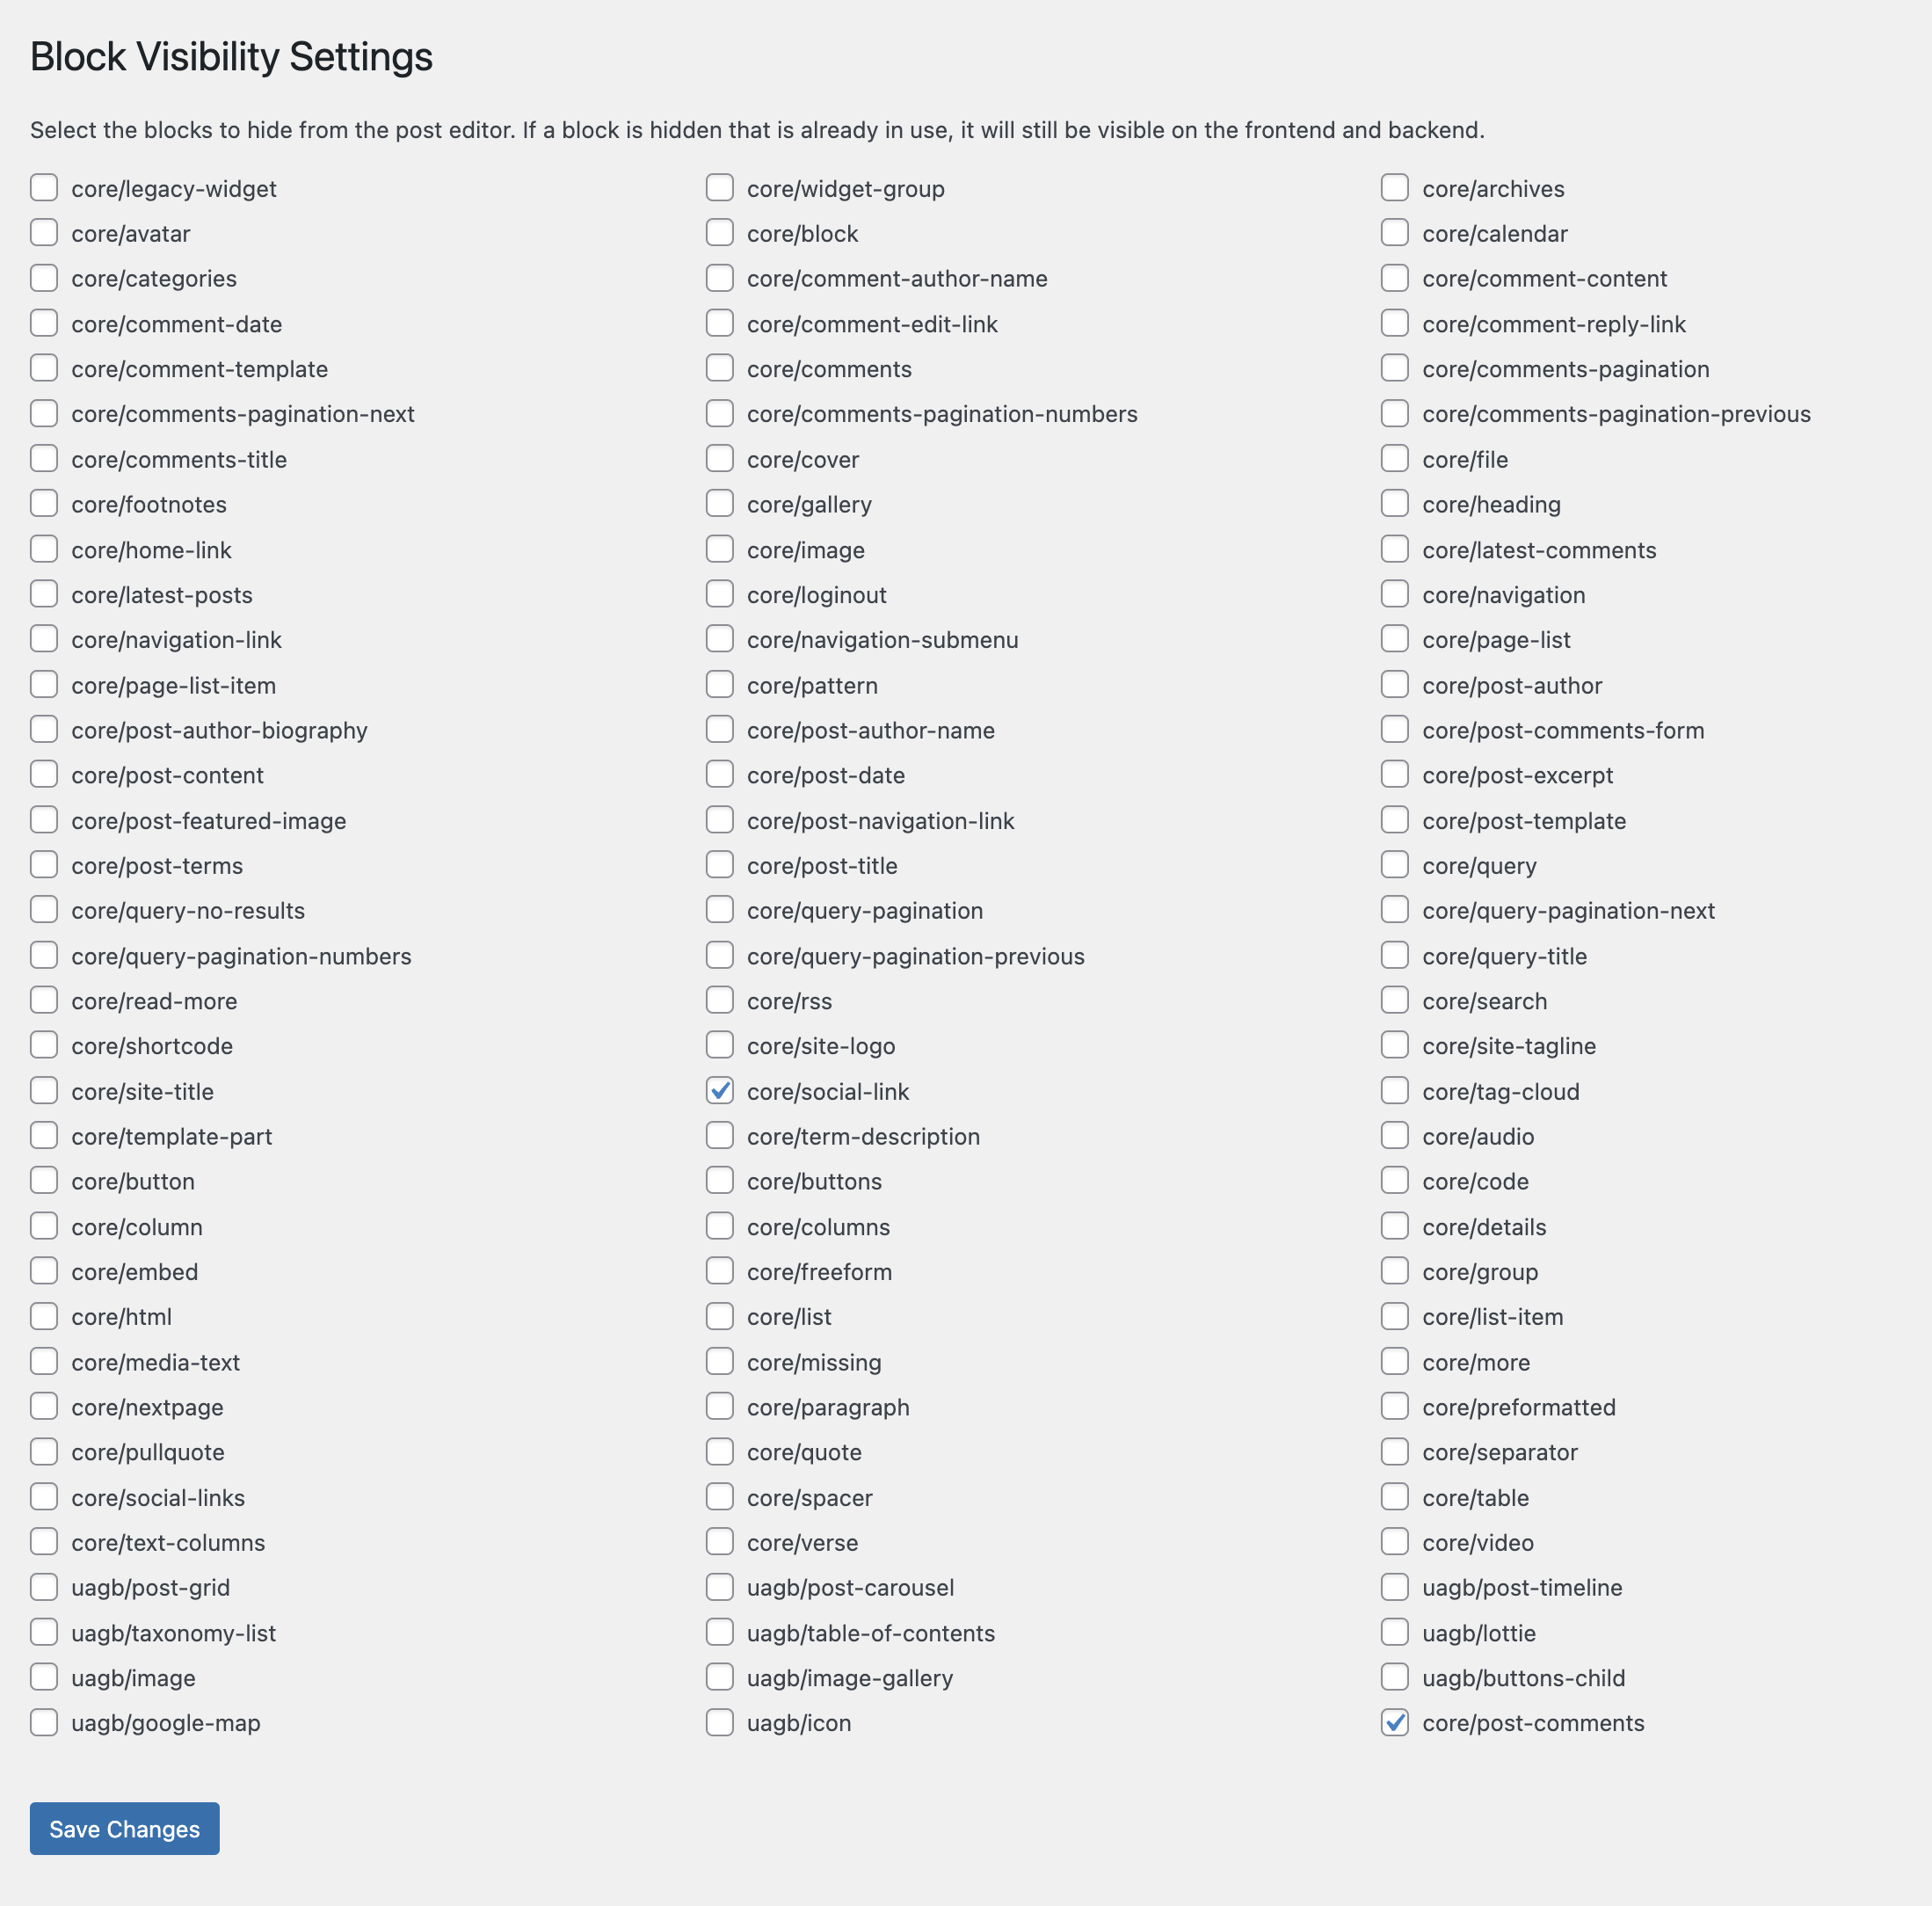 Block Visibility Settings
Select the blocks to hide from the post editor. If a block is hidden that is already in use, it will still be visible on the frontend and backend.
core/legacy-widget core/widget-group core/archives
core/avatar core/block core/calendar
core/categories core/comment-author-name core/comment-content
core/comment-date core/comment-edit-link core/comment-reply-link
core/comment-template core/comments core/comments-pagination
core/comments-pagination-next core/comments-pagination-numbers core/comments-pagination-previous
core/comments-title core/cover core/file
core/footnotes core/gallery core/heading
core/home-link core/image core/latest-comments
core/latest-posts core/loginout core/navigation
core/navigation-link core/navigation-submenu core/page-list
core/page-list-item core/pattern core/post-author
core/post-author-biography core/post-author-name core/post-comments-form
core/post-content core/post-date core/post-excerpt
core/post-featured-image core/post-navigation-link core/post-template
core/post-terms core/post-title core/query
core/query-no-results core/query-pagination core/query-pagination-next
core/query-pagination-numbers core/query-pagination-previous core/query-title
core/read-more core/rss core/search
core/shortcode core/site-logo core/site-tagline
core/site-title core/social-link core/tag-cloud
core/template-part core/term-description core/audio
core/button core/buttons core/code
core/column core/columns core/details
core/embed core/freeform core/group
core/html core/list core/list-item
core/media-text core/missing core/more
core/nextpage core/paragraph core/preformatted
core/pullquote core/quote core/separator
core/social-links core/spacer core/table
core/text-columns core/verse core/video
uagb/post-grid uagb/post-carousel uagb/post-timeline
uagb/taxonomy-list uagb/table-of-contents uagb/lottie
uagb/image uagb/image-gallery uagb/buttons-child
uagb/google-map uagb/icon core/post-comments
Save Changes